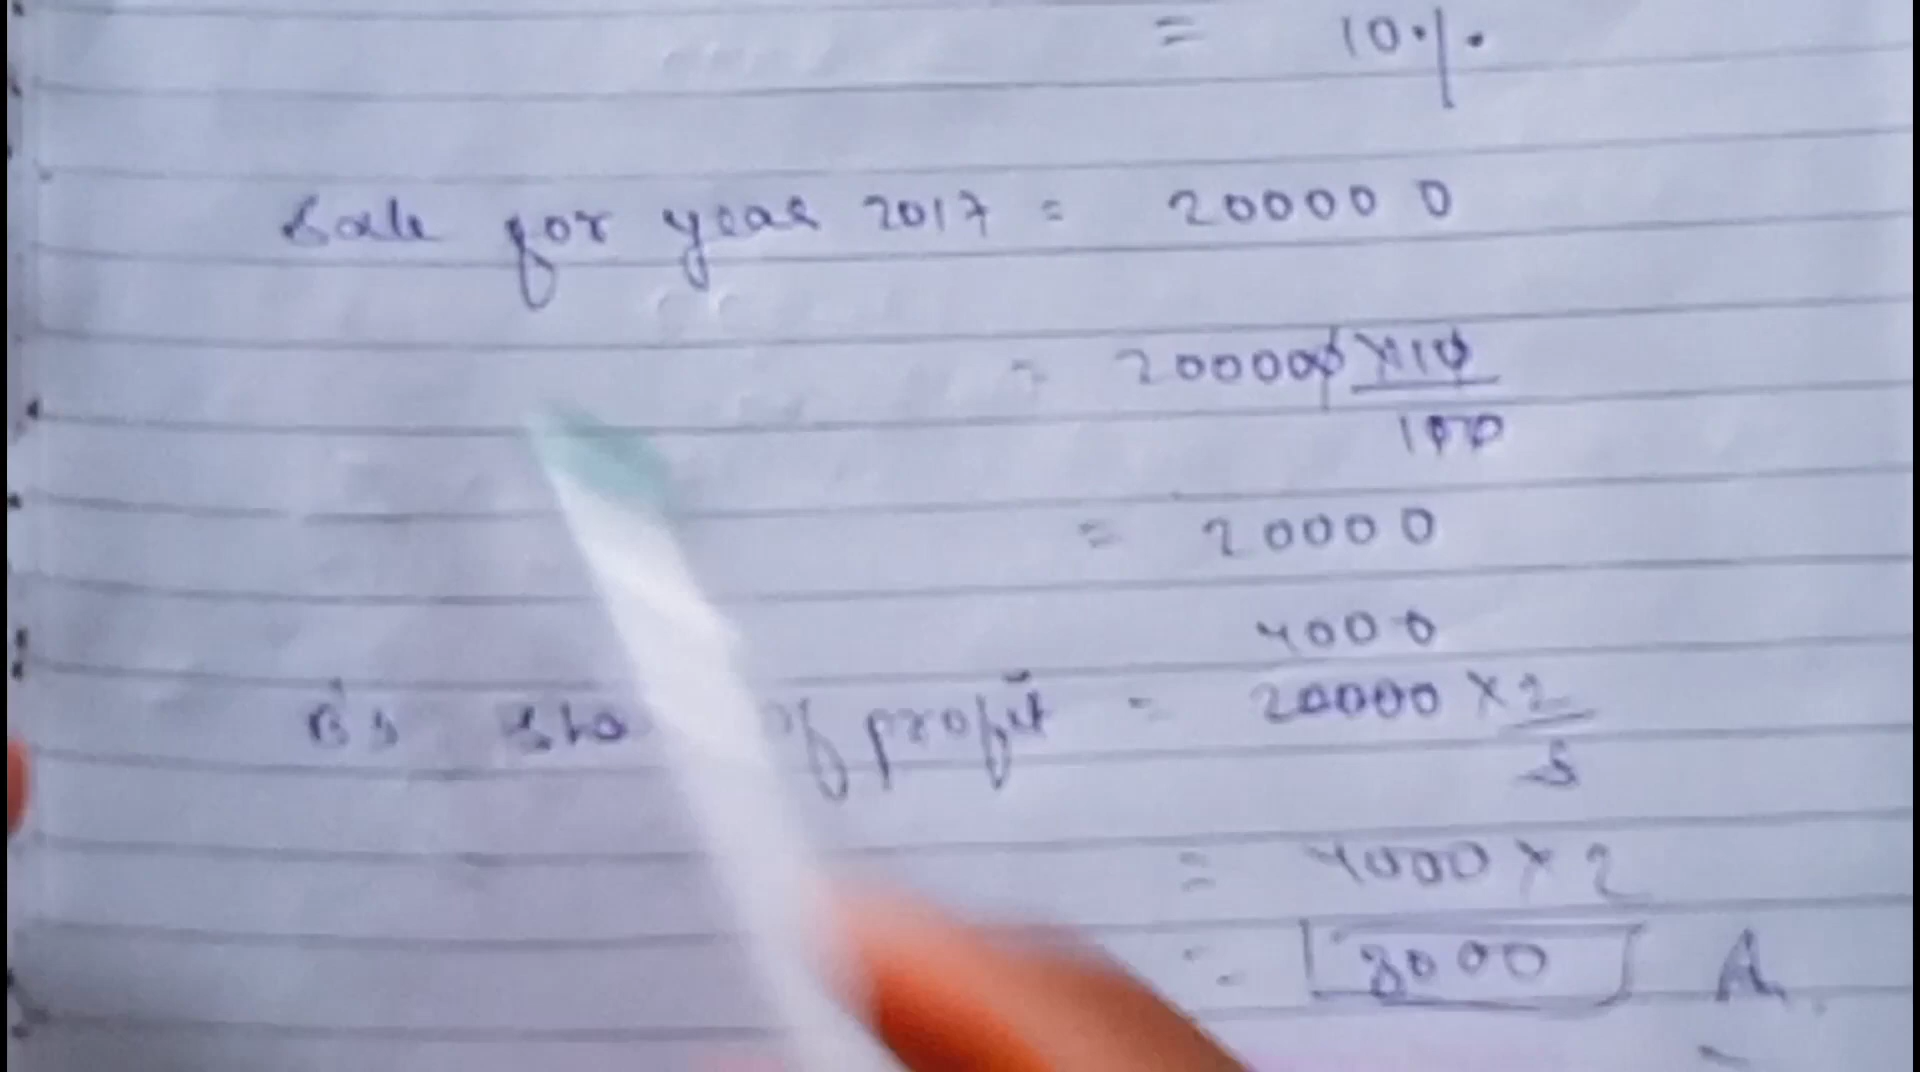 = 10%
Sale for year 2017 = 200000
= 200000 × 10
100
= 20000
4000
B's sha of profit = 20000 × 2
5
= 4000 × 2
= 8000 A